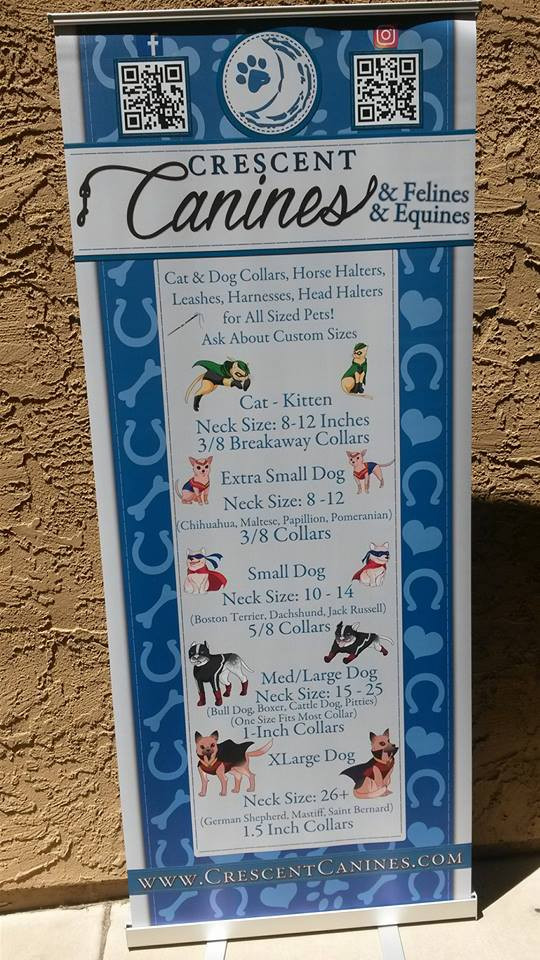 CRESCENT
Canines
& Felines
& Equines
Cat & Dog Collars, Horse Halters,
Leashes, Harnesses, Head Halters
for All Sized Pets!
Ask About Custom Sizes
Cat - Kitten
Neck Size: 8-12 Inches
3/8 Breakaway Collars
Extra Small Dog
Neck Size: 8 -12
(Chihuahua, Maltese, Papillion, Pomeranian)
3/8 Collars
Small Dog
Neck Size: 10 - 14
(Boston Terrier, Dachshund, Jack Russell)
5/8 Collars
Med/Large Dog
Neck Size: 15 - 25
(Bull Dog, Boxer, Cattle Dog, Pitties)
(One Size Fits Most Collar)
1-Inch Collars
XLarge Dog
Neck Size: 26+
(German Shepherd, Mastiff, Saint Bernard)
1.5 Inch Collars
www.CrescentCanines.com